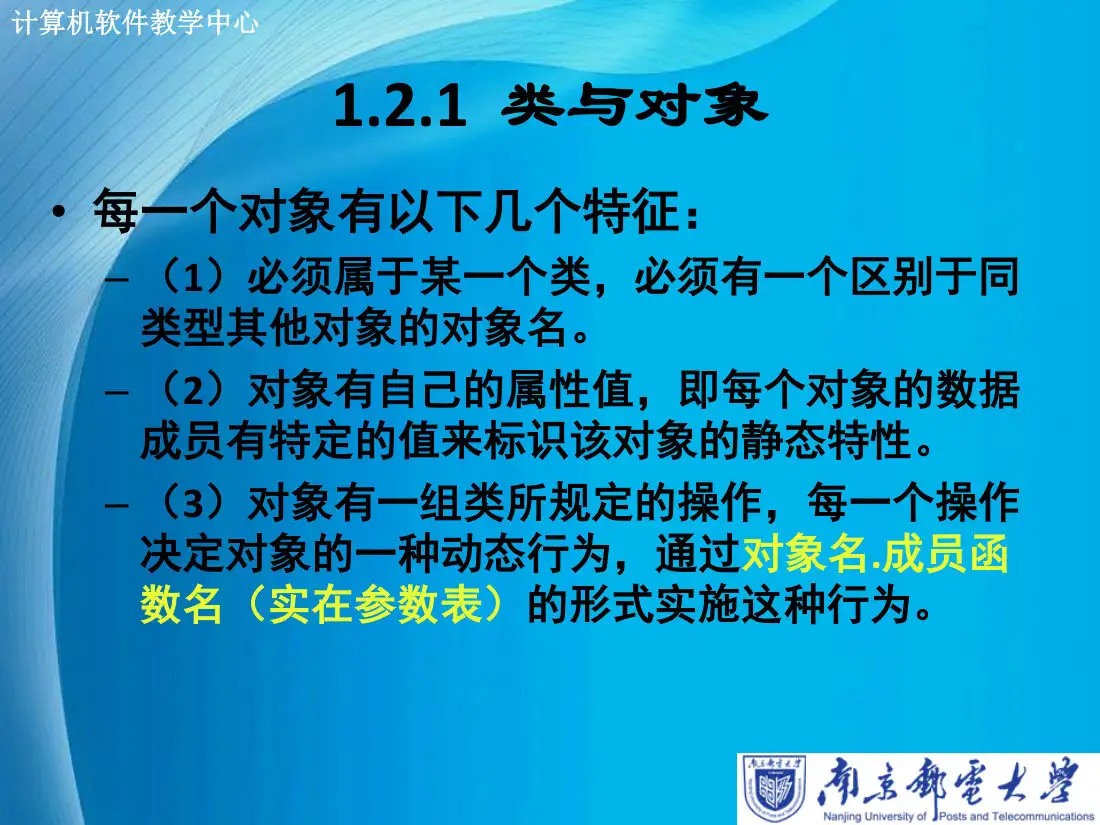 计算机软件教学中心
1.2.1 类与对象
• 每一个对象有以下几个特征：
– （1）必须属于某一个类，必须有一个区别于同
类型其他对象的对象名。
– （2）对象有自己的属性值，即每个对象的数据
成员有特定的值来标识该对象的静态特性。
– （3）对象有一组类所规定的操作，每一个操作
决定对象的一种动态行为，通过对象名.成员函
数名（实在参数表）的形式实施这种行为。
南京郵電大學
Nanjing University of Posts and Telecommunications